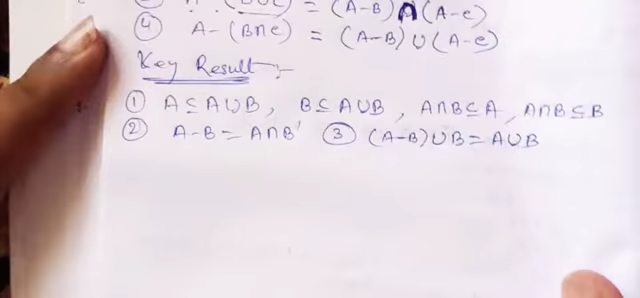 (B∪C) = (A-B) ∩ (A-C)
④ A - (B∩C) = (A-B) ∪ (A-C)
Key Result :-
① A ⊆ A∪B, B ⊆ A∪B, A∩B ⊆ A, A∩B ⊆ B
② A-B = A∩B' ③ (A-B)∪B = A∪B